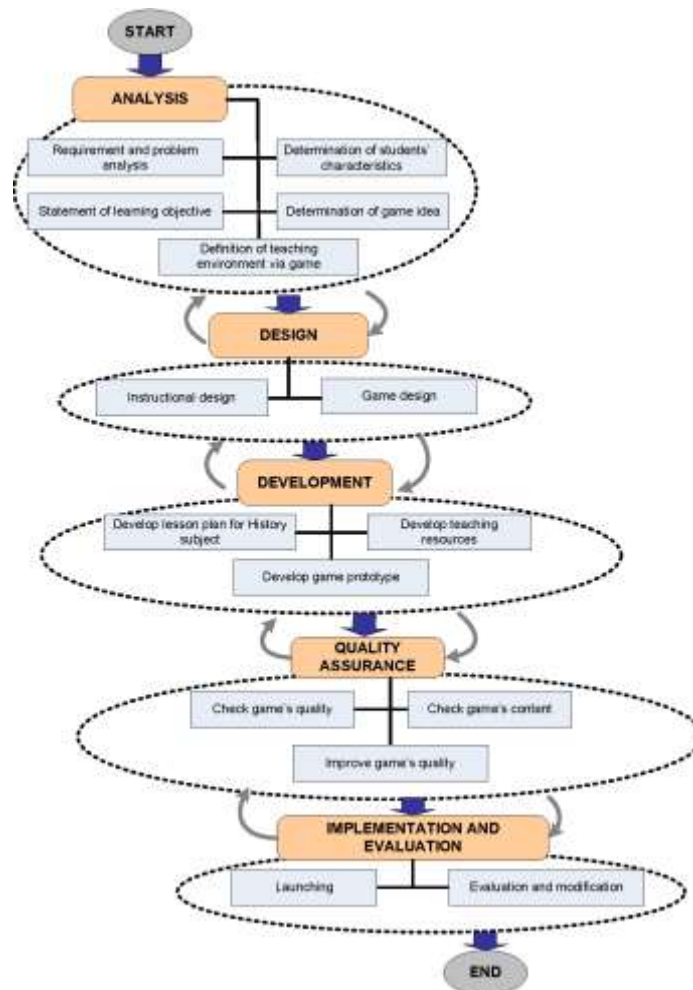 START
ANALYSIS
Requirement and problem
analysis
Determination of students'
characteristics
Statement of learning objective
Determination of game idea
Definition of teaching
environment via game
DESIGN
Instructional design
Game design
DEVELOPMENT
Develop lesson plan for History
subject
Develop teaching
resources
Develop game prototype
QUALITY
ASSURANCE
Check game's quality
Check game's content
Improve game's quality
IMPLEMENTATION AND
EVALUATION
Launching
Evaluation and modification
END